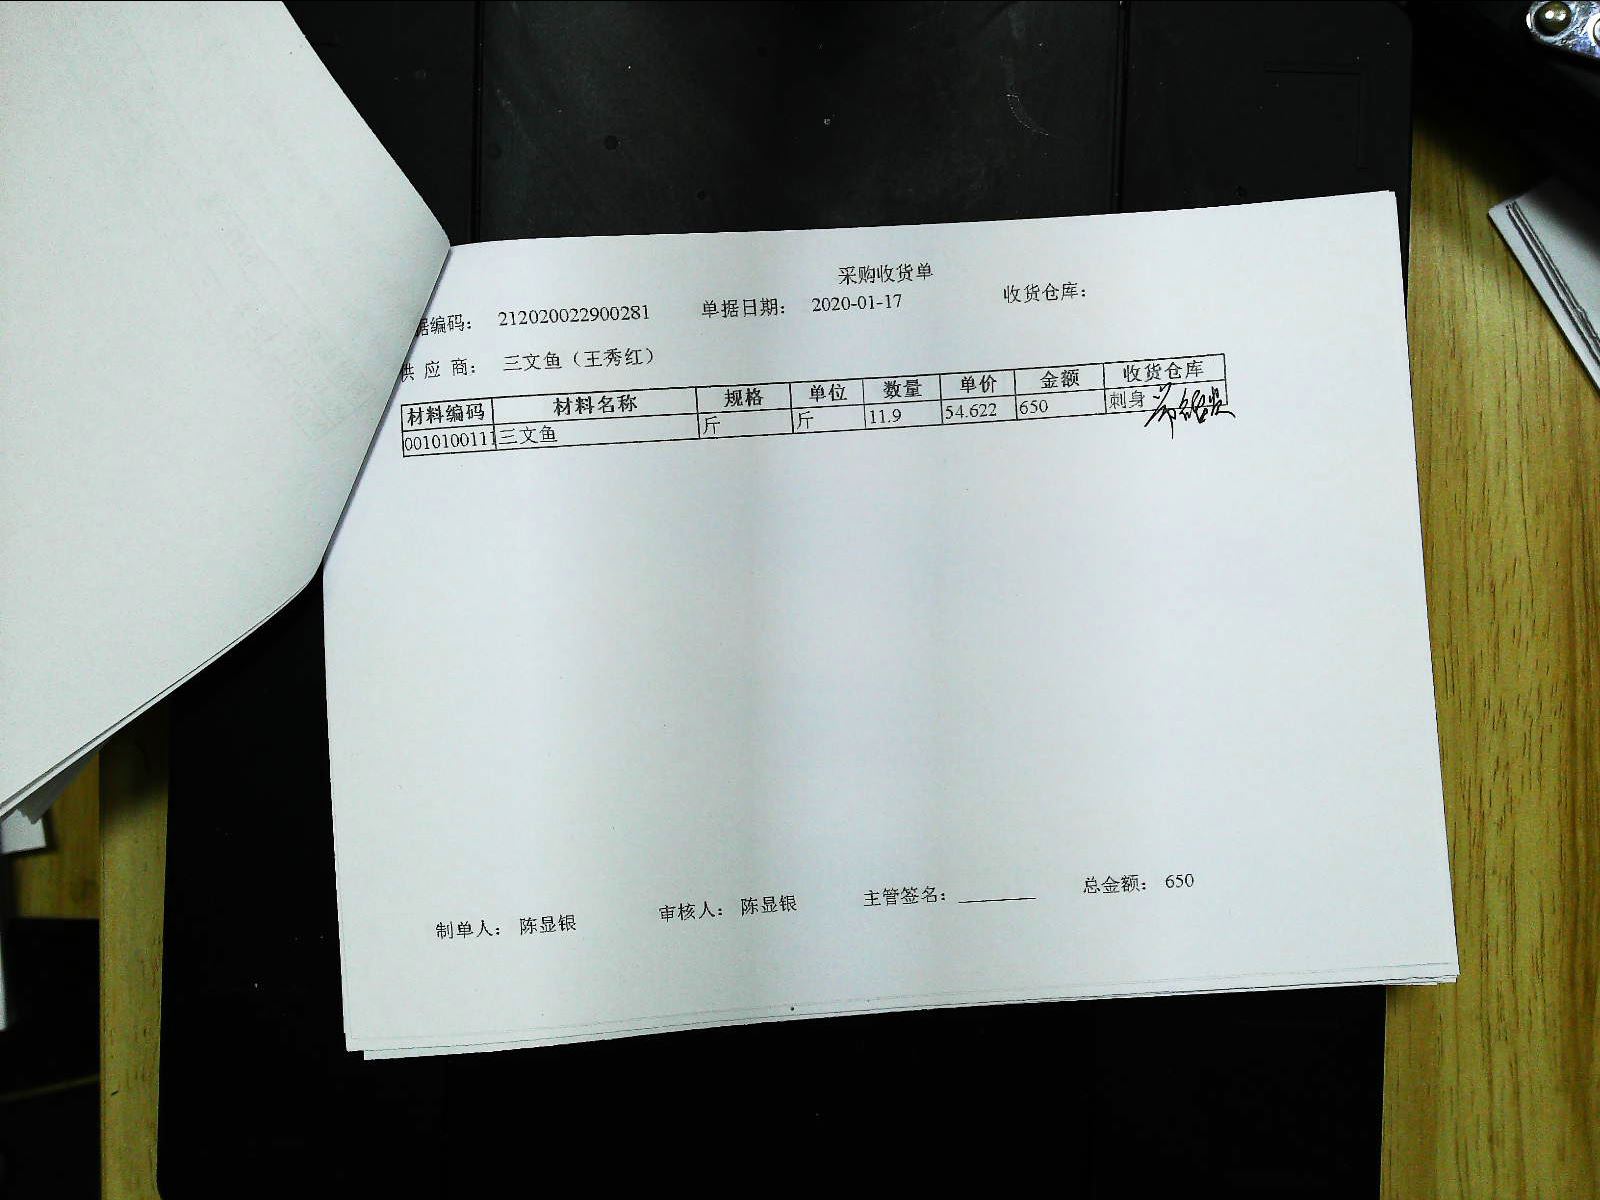 采购收货单
据编码： 212020022900281 单据日期： 2020-01-17 收货仓库：
供 应 商： 三文鱼（王秀红）
材料编码 材料名称 规格 单位 数量 单价 金额 收货仓库
0010100111 三文鱼 斤 斤 11.9 54.622 650 刺身
制单人： 陈显银 审核人： 陈显银 主管签名： 总金额： 650